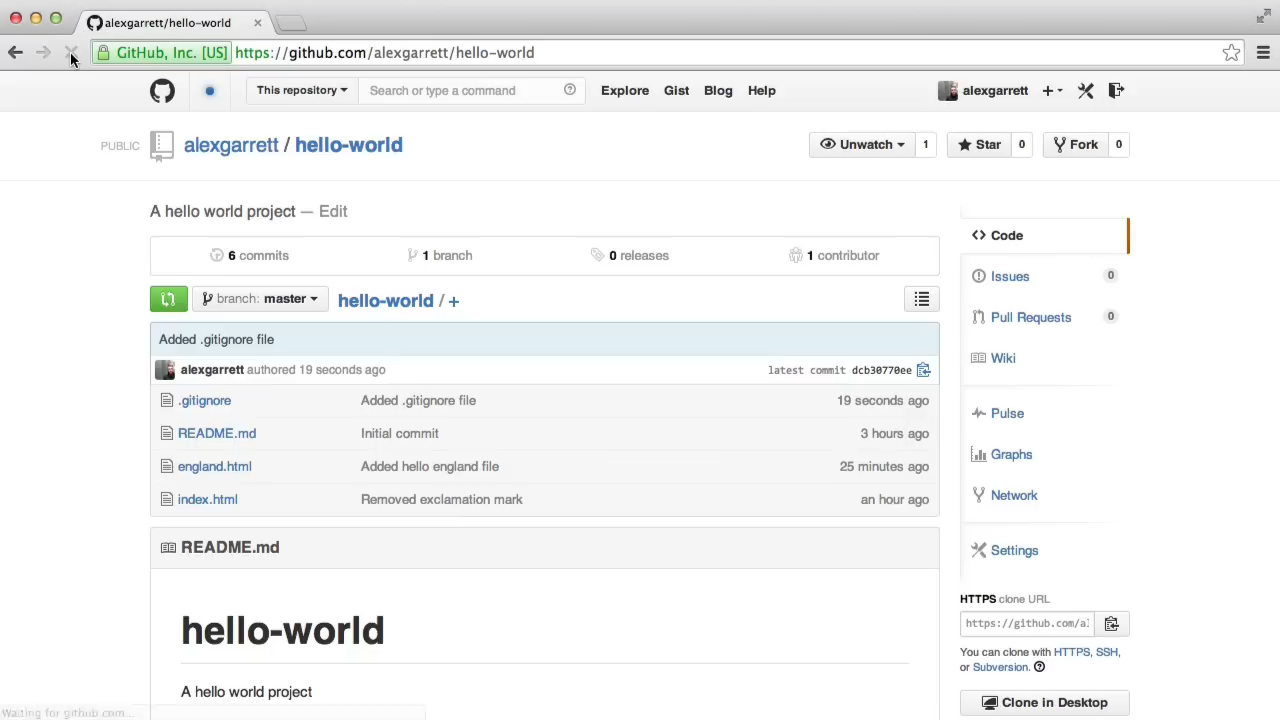 alexgarrett/hello-world
GitHub, Inc. [US] https://github.com/alexgarrett/hello-world
This repository Search or type a command Explore Gist Blog Help alexgarrett
PUBLIC alexgarrett / hello-world Unwatch 1 Star 0 Fork 0
A hello world project — Edit
6 commits 1 branch 0 releases 1 contributor
branch: master hello-world / +
Added .gitignore file
alexgarrett authored 19 seconds ago latest commit dcb30770ee
.gitignore Added .gitignore file 19 seconds ago
README.md Initial commit 3 hours ago
england.html Added hello england file 25 minutes ago
index.html Removed exclamation mark an hour ago
README.md
hello-world
A hello world project
Code
Issues 0
Pull Requests 0
Wiki
Pulse
Graphs
Network
Settings
HTTPS clone URL
https://github.com/a
You can clone with HTTPS, SSH,
or Subversion.
Clone in Desktop
Waiting for github.com...